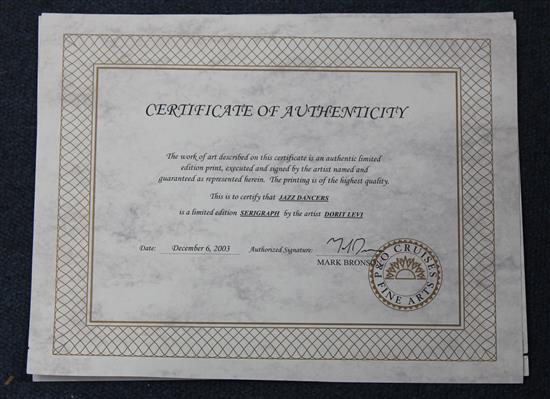 CERTIFICATE OF AUTHENTICITY
The work of art described on this certificate is an authentic limited
edition print, executed and signed by the artist named and
guaranteed as represented herein. The printing is of the highest quality.
This is to certify that JAZZ DANCERS
is a limited edition SERIGRAPH by the artist DORIT LEVI
Date: December 6, 2003 Authorized Signature:
MARK BRONSON
P&O CRUISES
FINE ARTS